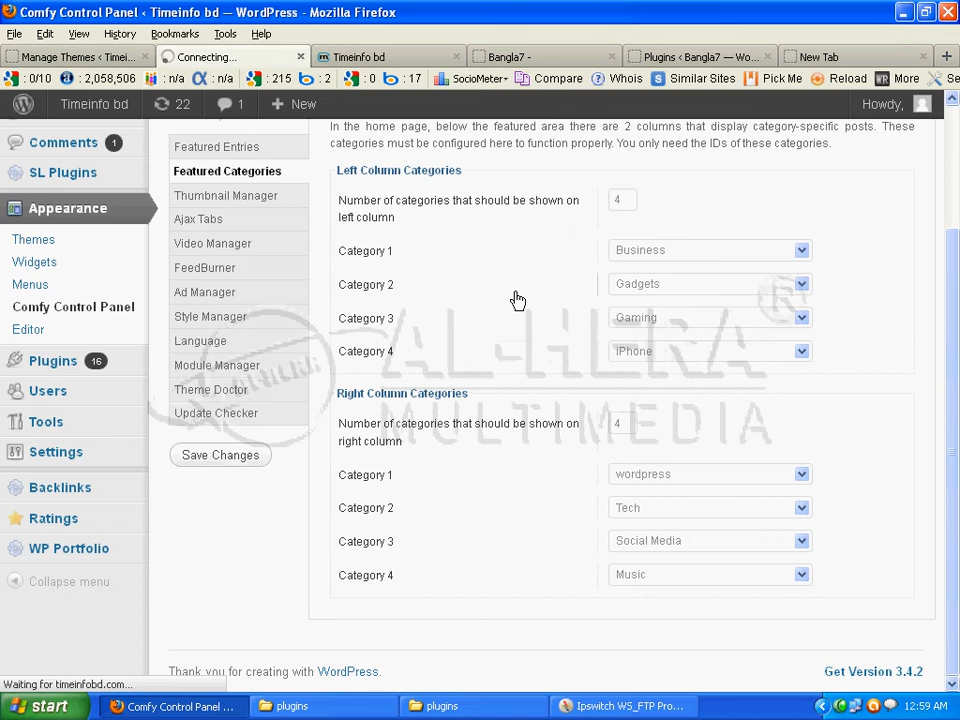 Comfy Control Panel ‹ Timeinfo bd — WordPress - Mozilla Firefox
File Edit View History Bookmarks Tools Help
Manage Themes ‹ Timei... Connecting... Timeinfo bd Bangla7 - Plugins ‹ Bangla7 — Wo... New Tab
: 0/10 : 2,058,506 : n/a : n/a : 215 : 2 : 0 : 17 SocioMeter Compare Whois Similar Sites Pick Me Reload More Se
Timeinfo bd 22 1 New Howdy,
Comments 1
SL Plugins
Appearance
Themes
Widgets
Menus
Comfy Control Panel
Editor
Plugins 16
Users
Tools
Settings
Backlinks
Ratings
WP Portfolio
Collapse menu
Featured Entries
Featured Categories
Thumbnail Manager
Ajax Tabs
Video Manager
FeedBurner
Ad Manager
Style Manager
Language
Module Manager
Theme Doctor
Update Checker
Save Changes
In the home page, below the featured area there are 2 columns that display category-specific posts. These
categories must be configured here to function properly. You only need the IDs of these categories.
Left Column Categories
Number of categories that should be shown on 4
left column
Category 1 Business
Category 2 Gadgets
Category 3 Gaming
Category 4 iPhone
Right Column Categories
Number of categories that should be shown on 4
right column
Category 1 wordpress
Category 2 Tech
Category 3 Social Media
Category 4 Music
AL-HERA
MULTIMEDIA
Thank you for creating with WordPress. Get Version 3.4.2
Waiting for timeinfobd.com...
start Comfy Control Panel ... plugins plugins Ipswitch WS_FTP Pro... 12:59 AM